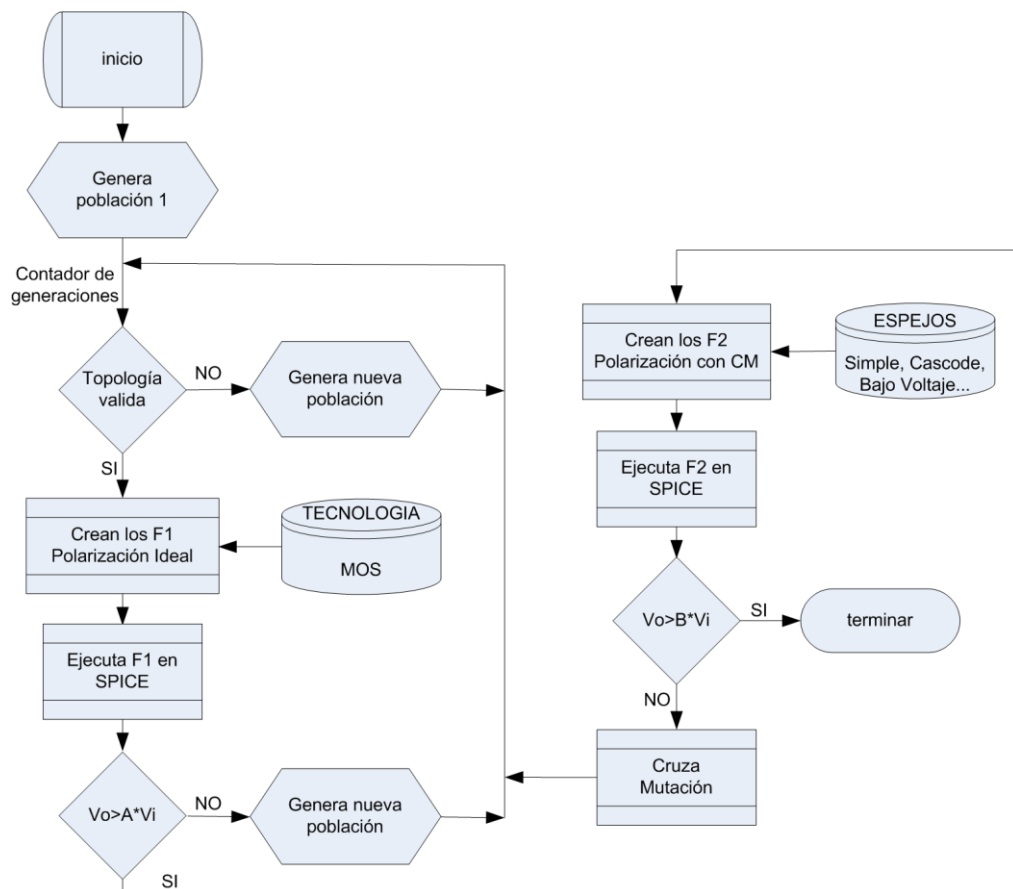 inicio
Genera
población 1
Contador de
generaciones
Topología
valida
NO
Genera nueva
población
SI
Crean los F1
Polarización Ideal
TECNOLOGIA
MOS
Ejecuta F1 en
SPICE
Vo>A*Vi
NO
Genera nueva
población
SI
Crean los F2
Polarización con CM
ESPEJOS
Simple, Cascode,
Bajo Voltaje...
Ejecuta F2 en
SPICE
Vo>B*Vi
SI
terminar
NO
Cruza
Mutación